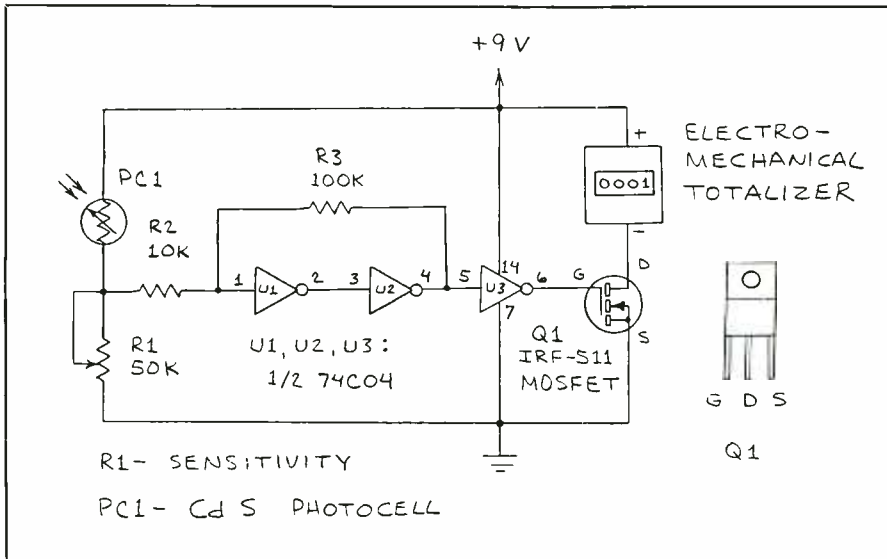 +9 V
R3
100K
PC1
R2
10K
ELECTRO-
MECHANICAL
TOTALIZER
+
0001
-
1
U1
2
3
U2
4
5
U3
14
6
7
G
D
S
R1
50K
U1, U2, U3:
1/2 74C04
Q1
IRF-511
MOSFET
G D S
Q1
R1- SENSITIVITY
PC1- Cd S PHOTOCELL